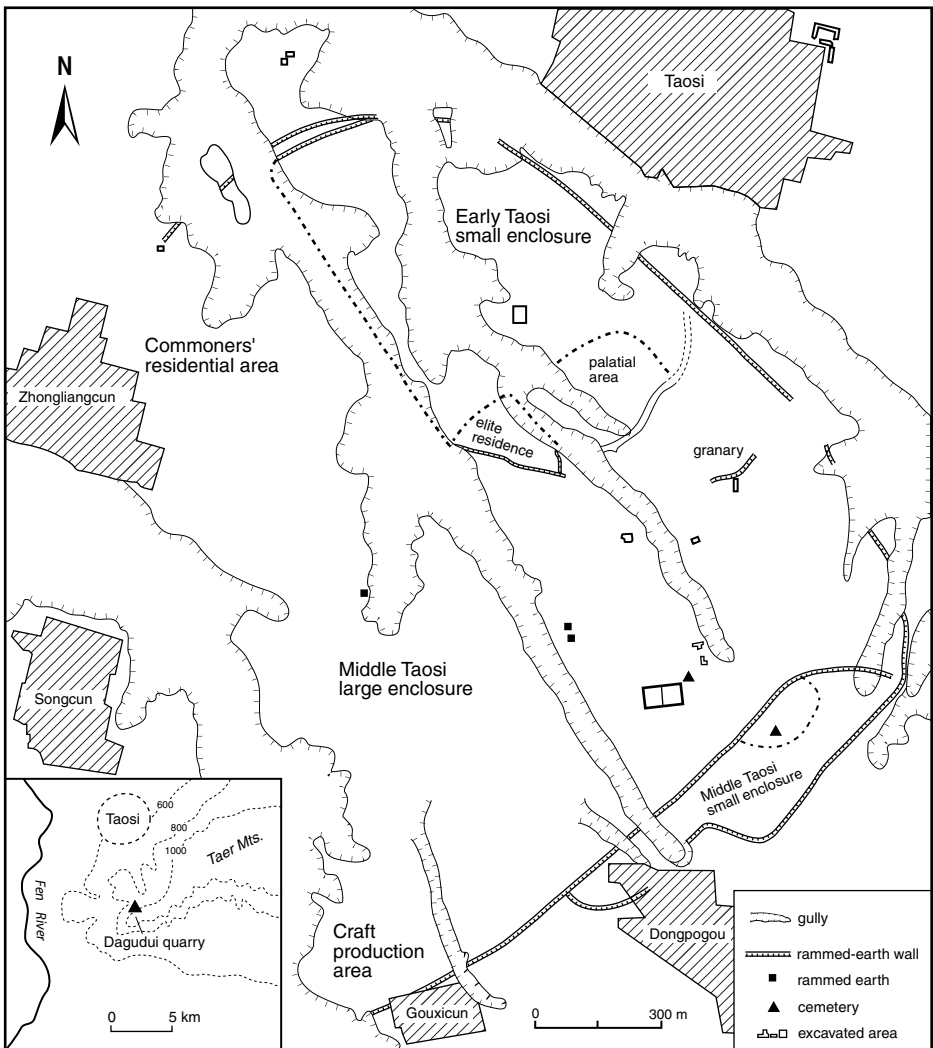 N
Taosi
Early Taosi
small enclosure
Commoners'
residential area
Zhongliangcun
palatial
area
elite
residence
granary
Middle Taosi
large enclosure
Songcun
Middle Taosi
small enclosure
Taosi
600
800
1000
Taer Mts.
Fen River
Dagudui quarry
0 5 km
Craft
production
area
Gouxicun
Dongpogou
0 300 m
gully
rammed-earth wall
rammed earth
cemetery
excavated area